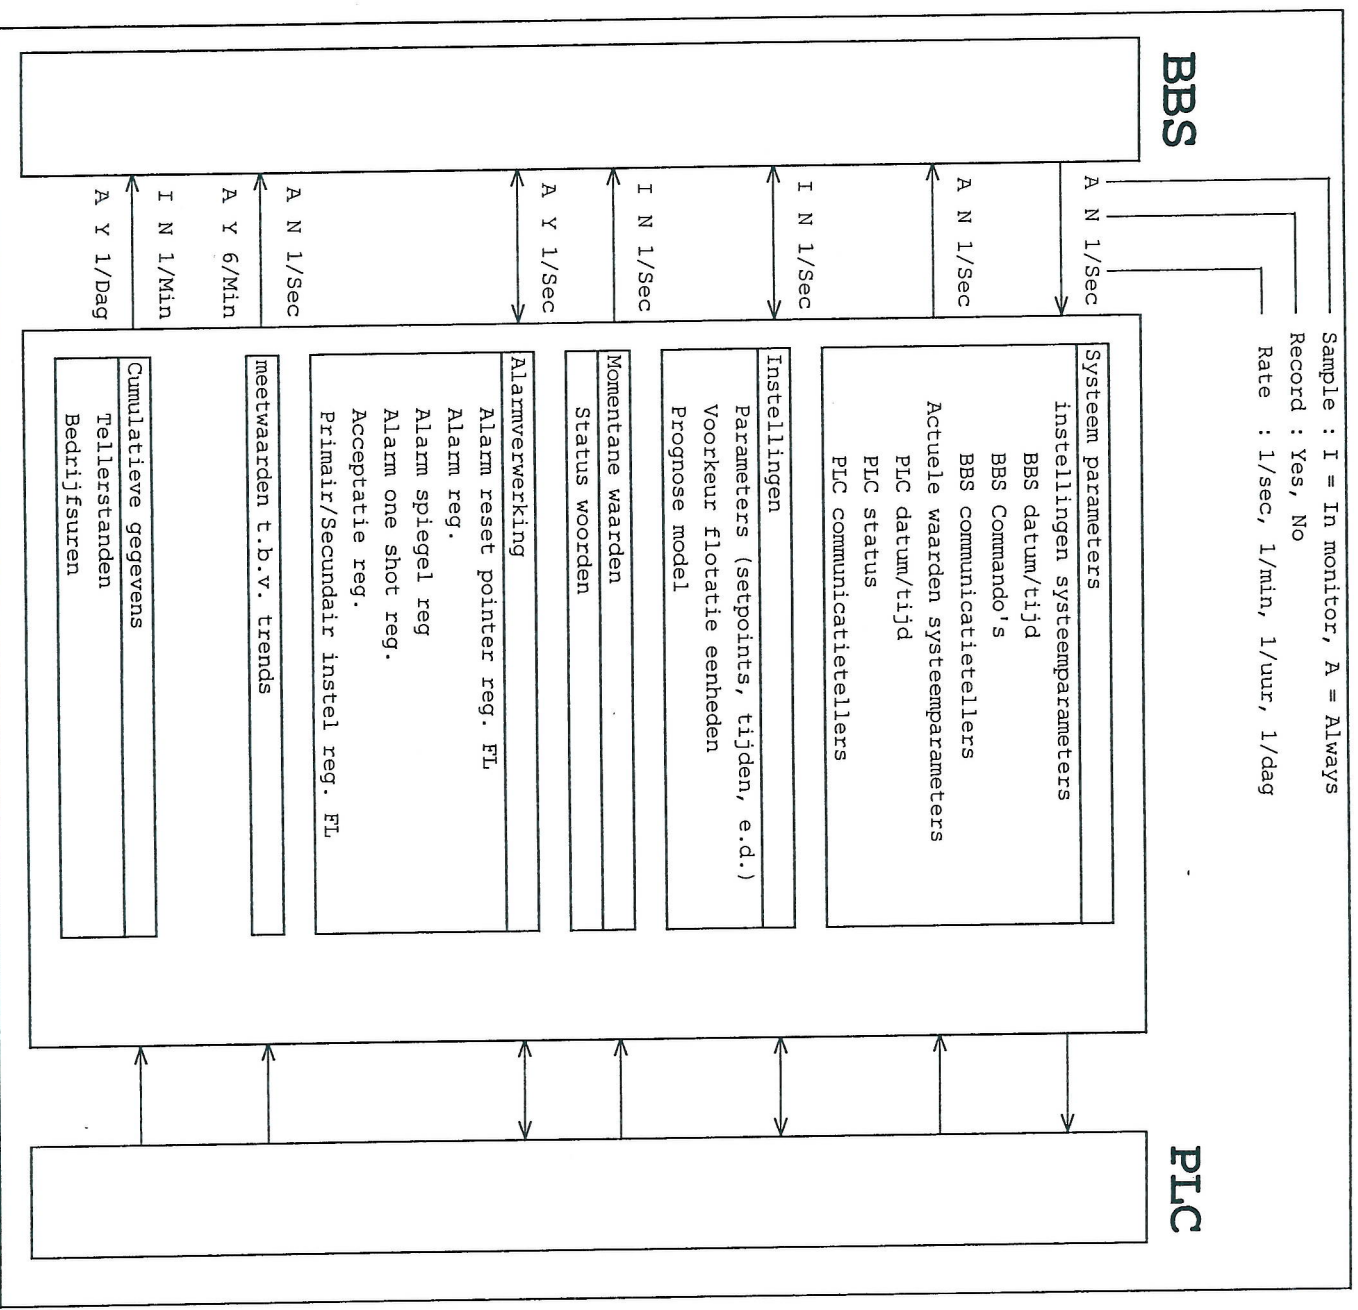 BBS
PLC
Sample : I = In monitor, A = Always
Record : Yes, No
Rate : 1/sec, 1/min, 1/uur, 1/dag
A N 1/Sec
Systeem parameters
instellingen systeemparameters
BBS datum/tijd
BBS Commando's
BBS communicatietellers
A N 1/Sec
Actuele waarden systeemparameters
PLC datum/tijd
PLC status
PLC communicatietellers
I N 1/Sec
Instellingen
Parameters (setpoints, tijden, e.d.)
Voorkeur flotatie eenheden
Prognose model
I N 1/Sec
Momentane waarden
Status woorden
A Y 1/Sec
Alarmverwerking
Alarm reset pointer reg. FL
Alarm reg.
Alarm spiegel reg
Alarm one shot reg.
Acceptatie reg.
Primair/Secundair instel reg. FL
A N 1/Sec
meetwaarden t.b.v. trends
A Y 6/Min
I N 1/Min
Cumulatieve gegevens
Tellerstanden
A Y 1/Dag
Bedrijfsuren